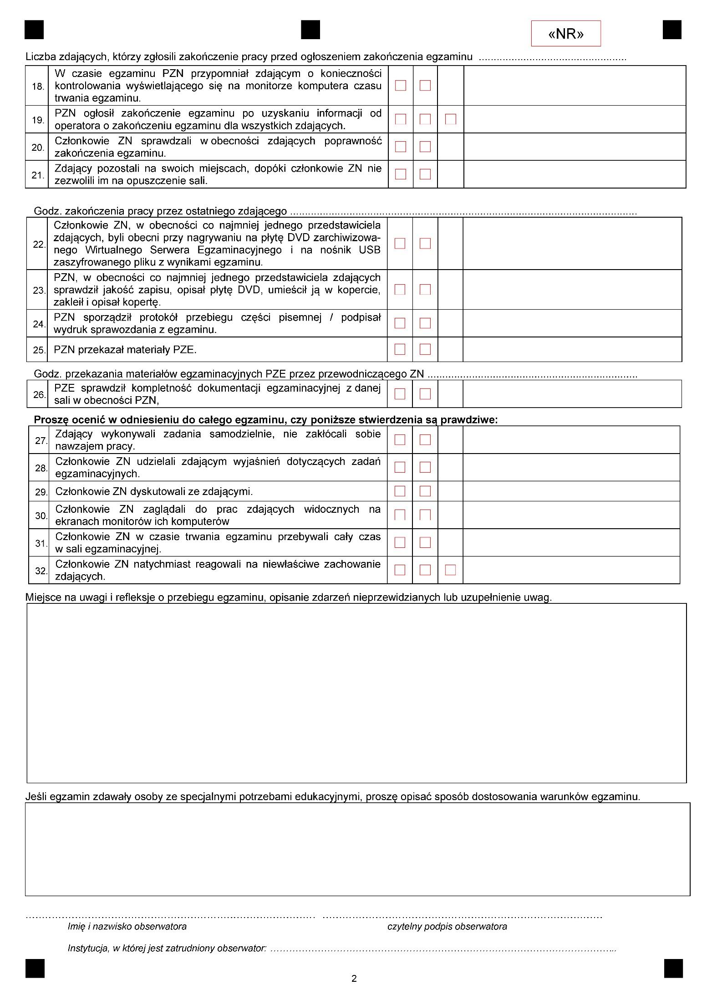 «NR»
Liczba zdających, którzy zgłosili zakończenie pracy przed ogłoszeniem zakończenia egzaminu ..................................................
18. W czasie egzaminu PZN przypomniał zdającym o konieczności
kontrolowania wyświetlającego się na monitorze komputera czasu
trwania egzaminu.
19. PZN ogłosił zakończenie egzaminu po uzyskaniu informacji od
operatora o zakończeniu egzaminu dla wszystkich zdających.
20. Członkowie ZN sprawdzali w obecności zdających poprawność
zakończenia egzaminu.
21. Zdający pozostali na swoich miejscach, dopóki członkowie ZN nie
zezwolili im na opuszczenie sali.
Godz. zakończenia pracy przez ostatniego zdającego .....................................................................................................................
22. Członkowie ZN, w obecności co najmniej jednego przedstawiciela
zdających, byli obecni przy nagrywaniu na płytę DVD zarchiwizowa-
nego Wirtualnego Serwera Egzaminacyjnego i na nośnik USB
zaszyfrowanego pliku z wynikami egzaminu.
23. PZN, w obecności co najmniej jednego przedstawiciela zdających
sprawdził jakość zapisu, opisał płytę DVD, umieścił ją w kopercie,
zakleił i opisał kopertę.
24. PZN sporządził protokół przebiegu części pisemnej / podpisał
wydruk sprawozdania z egzaminu.
25. PZN przekazał materiały PZE.
Godz. przekazania materiałów egzaminacyjnych PZE przez przewodniczącego ZN .......................................................................
26. PZE sprawdził kompletność dokumentacji egzaminacyjnej z danej
sali w obecności PZN,
Proszę ocenić w odniesieniu do całego egzaminu, czy poniższe stwierdzenia są prawdziwe:
27. Zdający wykonywali zadania samodzielnie, nie zakłócali sobie
nawzajem pracy.
28. Członkowie ZN udzielali zdającym wyjaśnień dotyczących zadań
egzaminacyjnych.
29. Członkowie ZN dyskutowali ze zdającymi.
30. Członkowie ZN zaglądali do prac zdających widocznych na
ekranach monitorów ich komputerów
31. Członkowie ZN w czasie trwania egzaminu przebywali cały czas
w sali egzaminacyjnej.
32. Członkowie ZN natychmiast reagowali na niewłaściwe zachowanie
zdających.
Miejsce na uwagi i refleksje o przebiegu egzaminu, opisanie zdarzeń nieprzewidzianych lub uzupełnienie uwag.
Jeśli egzamin zdawały osoby ze specjalnymi potrzebami edukacyjnymi, proszę opisać sposób dostosowania warunków egzaminu.
.......................................................................................... .......................................................................................
Imię i nazwisko obserwatora czytelny podpis obserwatora
Instytucja, w której jest zatrudniony obserwator: ............................................................................................................
2